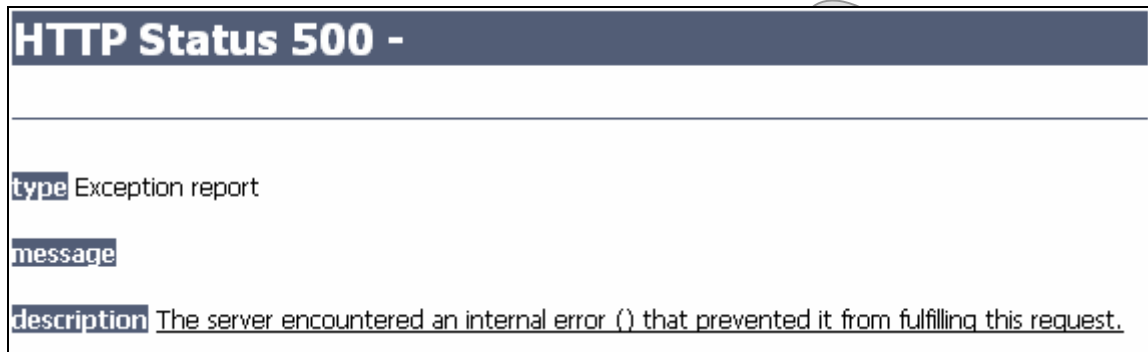 HTTP Status 500 -
type Exception report
message
description The server encountered an internal error () that prevented it from fulfilling this request.